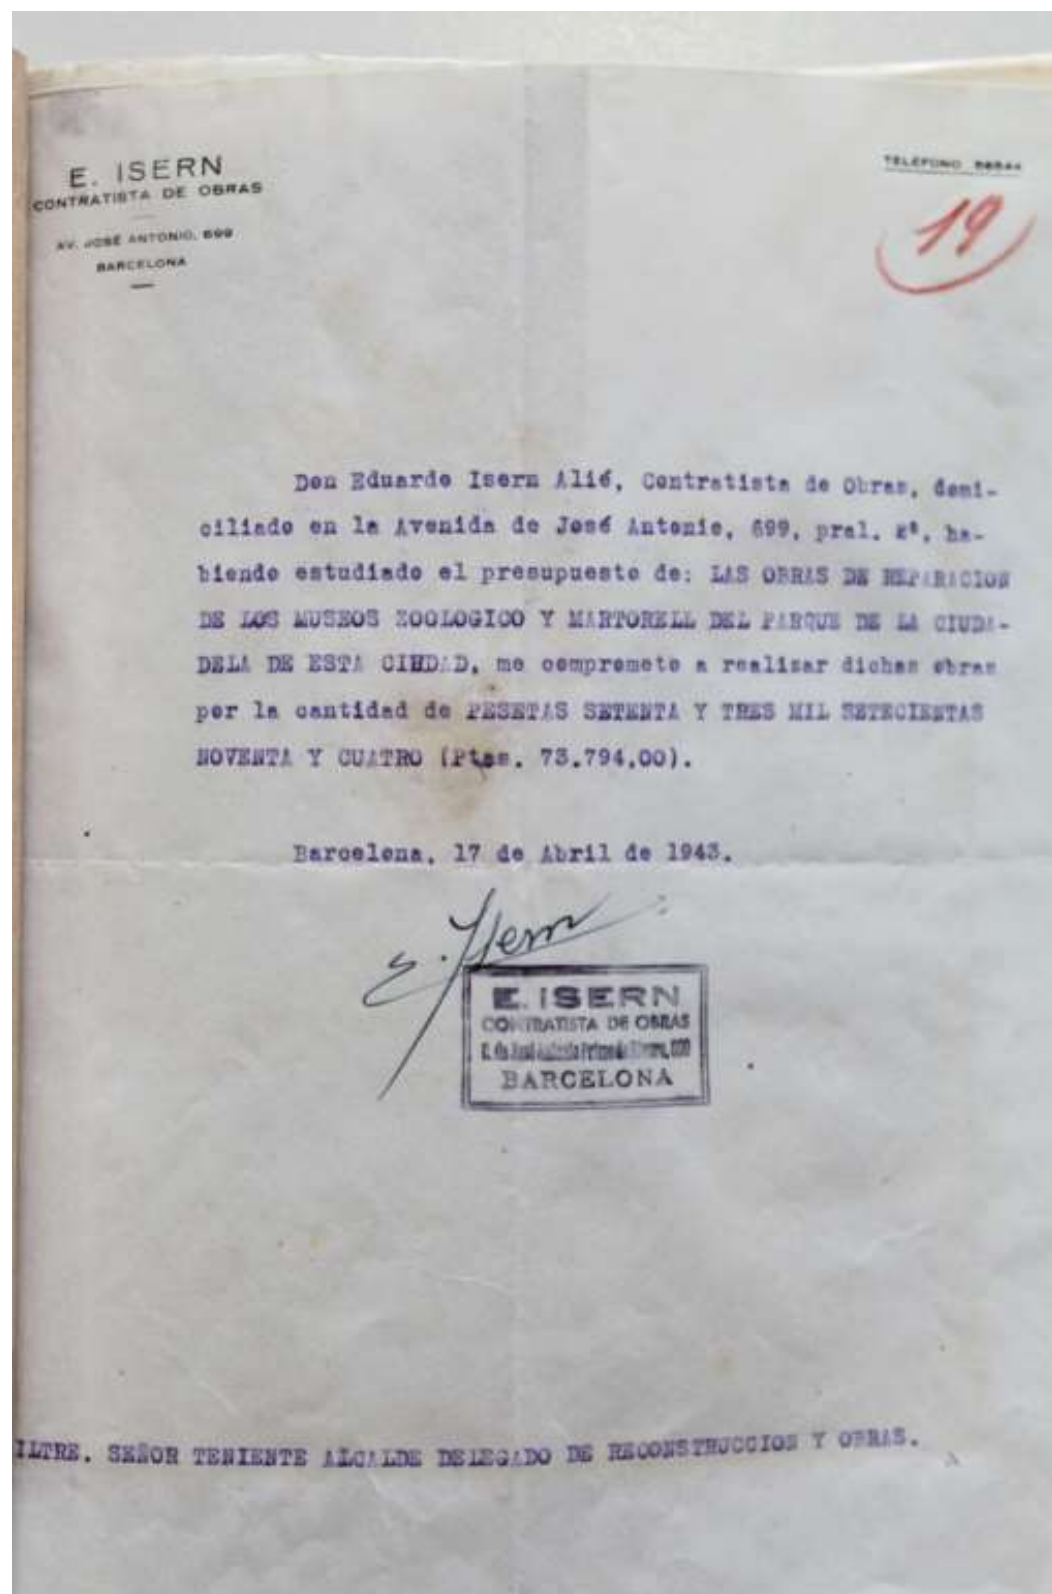 E. ISERN
CONTRATISTA DE OBRAS
AV. JOSÉ ANTONIO, 699
BARCELONA
TELÉFONO
19
Don Eduardo Isern Alié, Contratista de Obras, domi-
ciliado en la Avenida de José Antonio, 699, pral. ha-
biendo estudiado el presupuesto de: LAS OBRAS DE REPARACION
DE LOS MUSEOS ZOOLOGICO Y MARTORELL DEL PARQUE DE LA CIUDA-
DELA DE ESTA CIUDAD, me comprometo a realizar dichas obras
por la cantidad de PESETAS SETENTA Y TRES MIL SETECIENTAS
NOVENTA Y CUATRO (Ptas. 73.794,00).
Barcelona, 17 de Abril de 1943.
E. Isern
E. ISERN
CONTRATISTA DE OBRAS
BARCELONA
ILTRE. SEÑOR TENIENTE ALCALDE DELEGADO DE RECONSTRUCCION Y OBRAS.